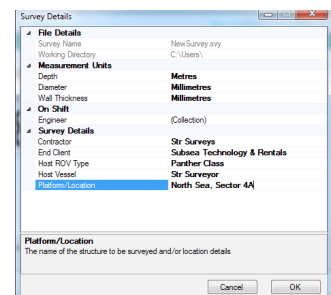 Survey Details
File Details
Survey Name NewSurvey.svy
Working Directory C:\Users\
Measurement Units
Depth Metres
Diameter Millimetres
Wall Thickness Millimetres
On Shift
Engineer (Collection)
Survey Details
Contractor Str Surveys
End Client Subsea Technology & Rentals
Host ROV Type Panther Class
Host Vessel Str Surveyor
Platform/Location North Sea, Sector 4A
Platform/Location
The name of the structure to be surveyed and/or location details
Cancel OK